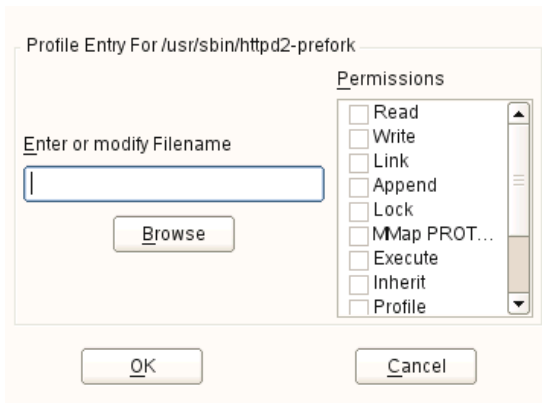 Profile Entry For /usr/sbin/httpd2-prefork
Permissions
Read
Write
Link
Append
Lock
MMap PROT...
Execute
Inherit
Profile
Enter or modify Filename
Browse
OK
Cancel